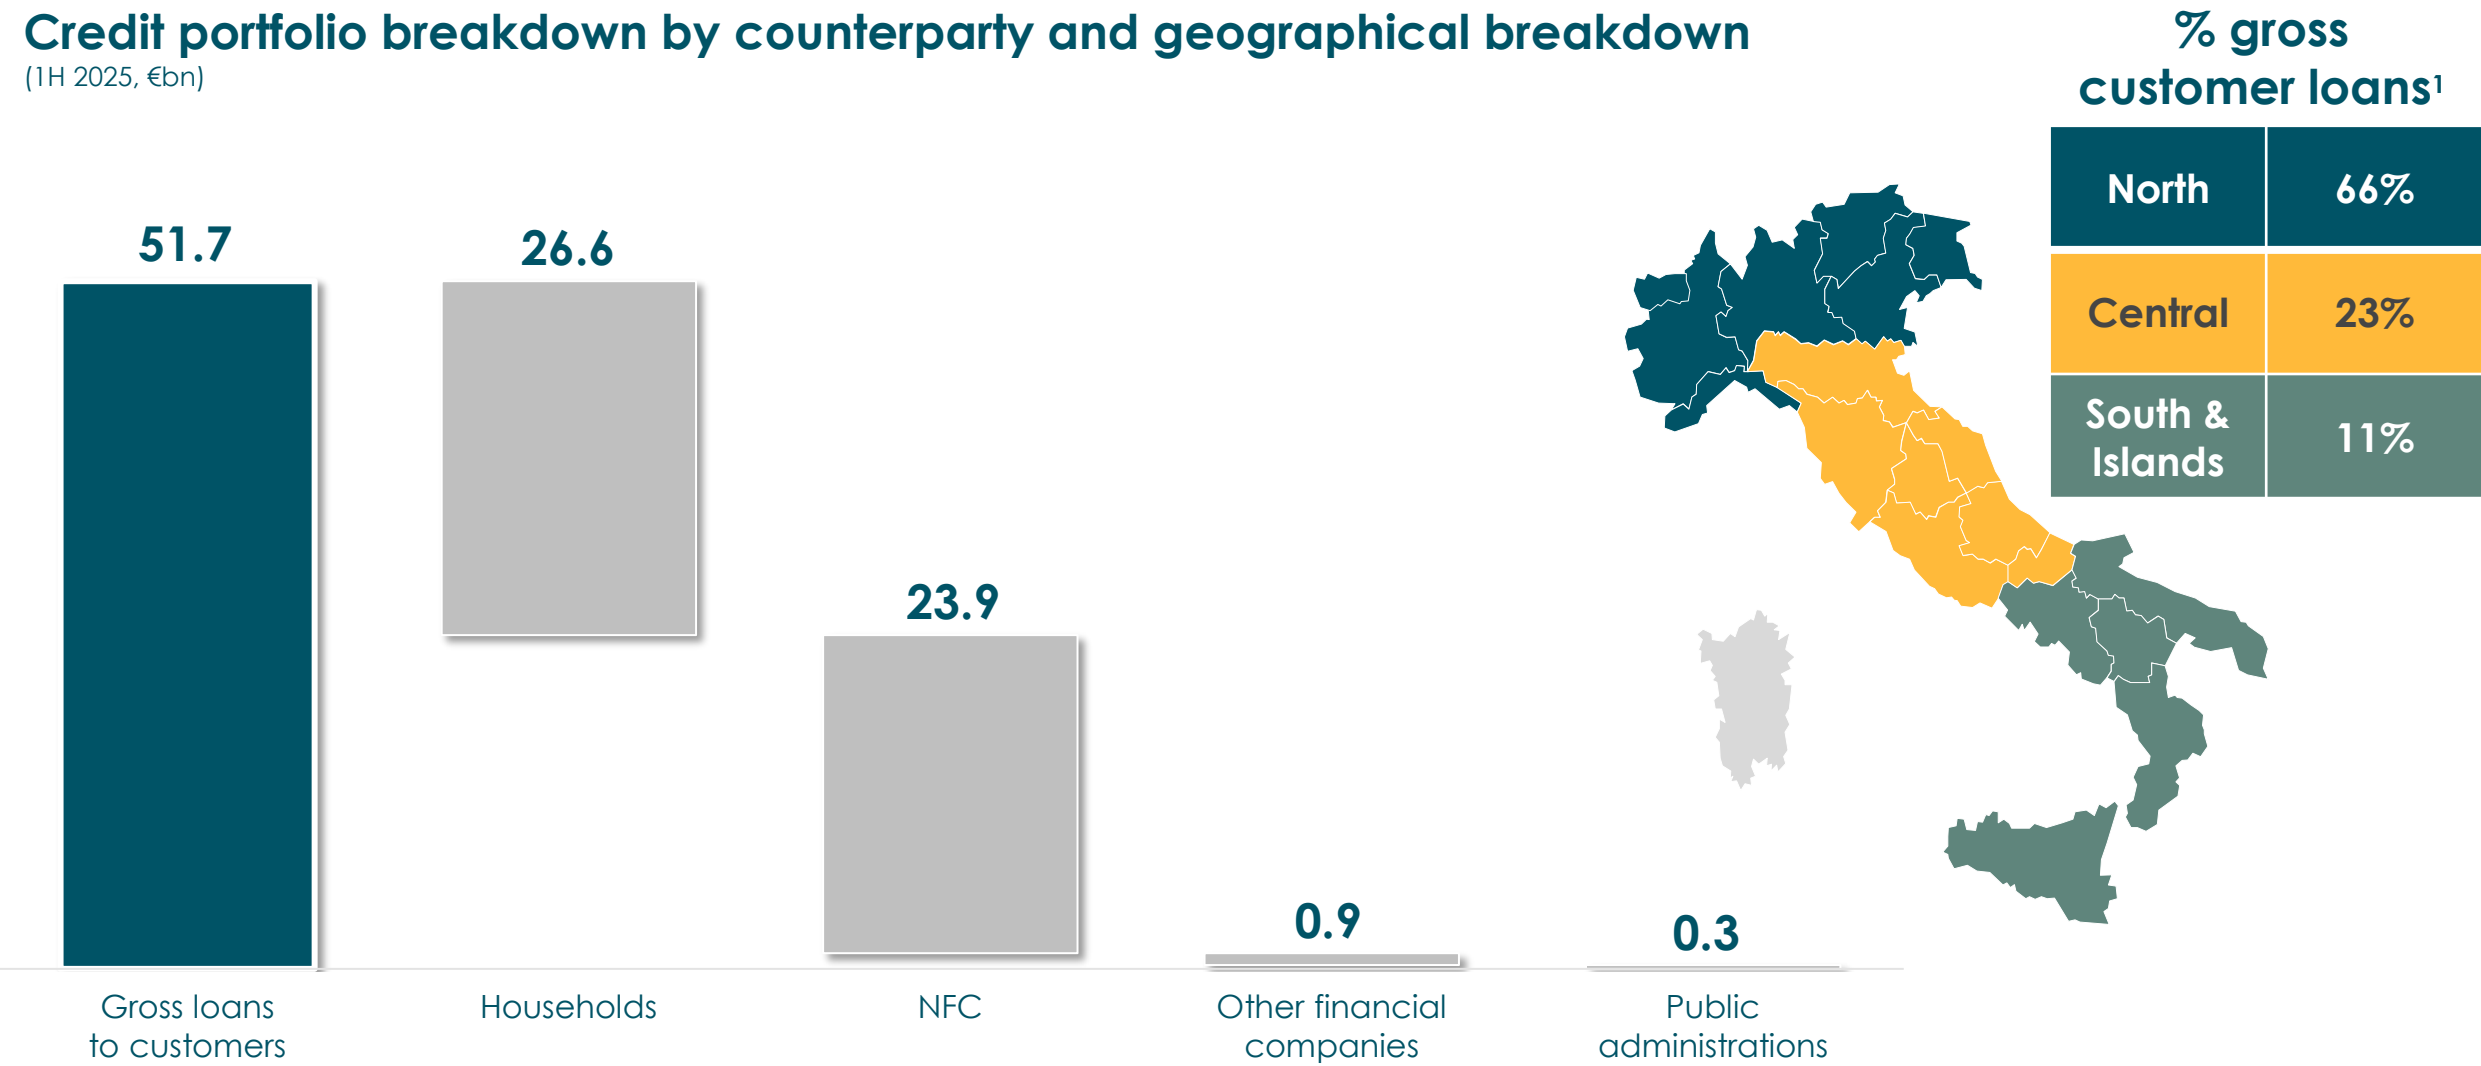 Credit portfolio breakdown by counterparty and geographical breakdown
(1H 2025, €bn)
% gross
customer loans¹
North 66%
Central 23%
South &
Islands 11%
51.7
26.6
23.9
0.9
0.3
Gross loans
to customers
Households
NFC
Other financial
companies
Public
administrations